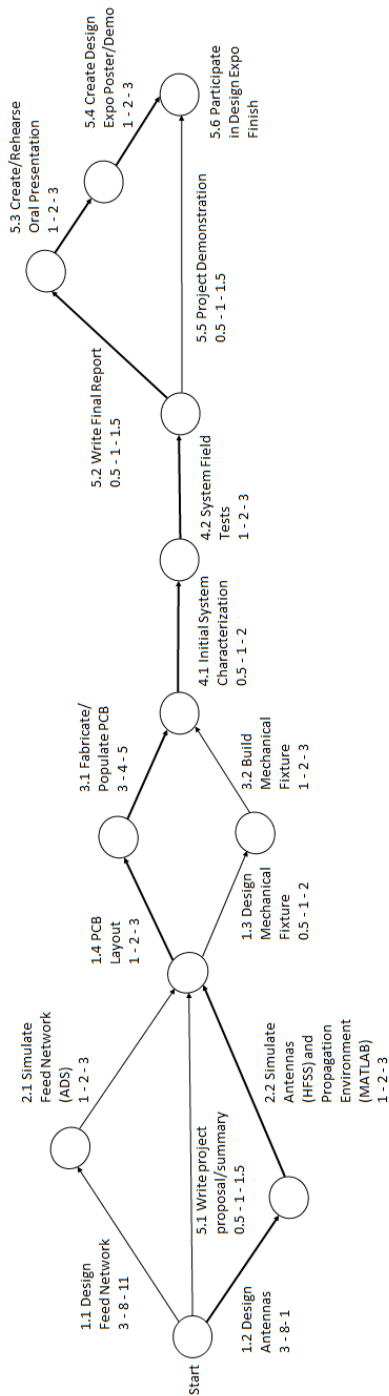 Start
1.1 Design
Feed Network
3 - 8 - 11
2.1 Simulate
Feed Network
(ADS)
1 - 2 - 3
5.1 Write project
proposal/summary
0.5 - 1 - 1.5
1.2 Design
Antennas
3 - 8- 1
2.2 Simulate
Antennas
(HFSS) and
Propagation
Environment
(MATLAB)
1 - 2 - 3
1.4 PCB
Layout
1 - 2 - 3
3.1 Fabricate/
Populate PCB
3 - 4 - 5
1.3 Design
Mechanical
Fixture
0.5 - 1 - 2
3.2 Build
Mechanical
Fixture
1 - 2 - 3
4.1 Initial System
Characterization
0.5 - 1 - 2
4.2 System Field
Tests
1 - 2 - 3
5.2 Write Final Report
0.5 - 1 - 1.5
5.3 Create/Rehearse
Oral Presentation
1 - 2 - 3
5.4 Create Design
Expo Poster/Demo
1 - 2 - 3
5.5 Project Demonstration
0.5 - 1 - 1.5
5.6 Participate
in Design Expo
Finish